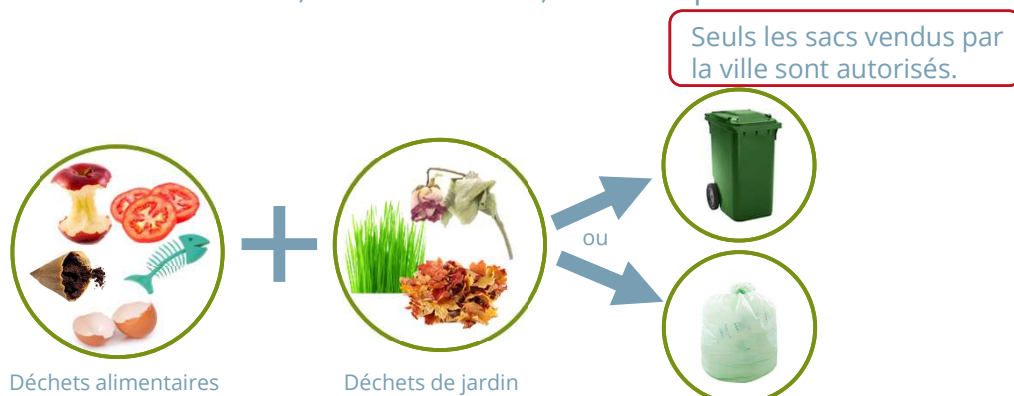 Seuls les sacs vendus par
la ville sont autorisés.
ou
Déchets alimentaires
Déchets de jardin